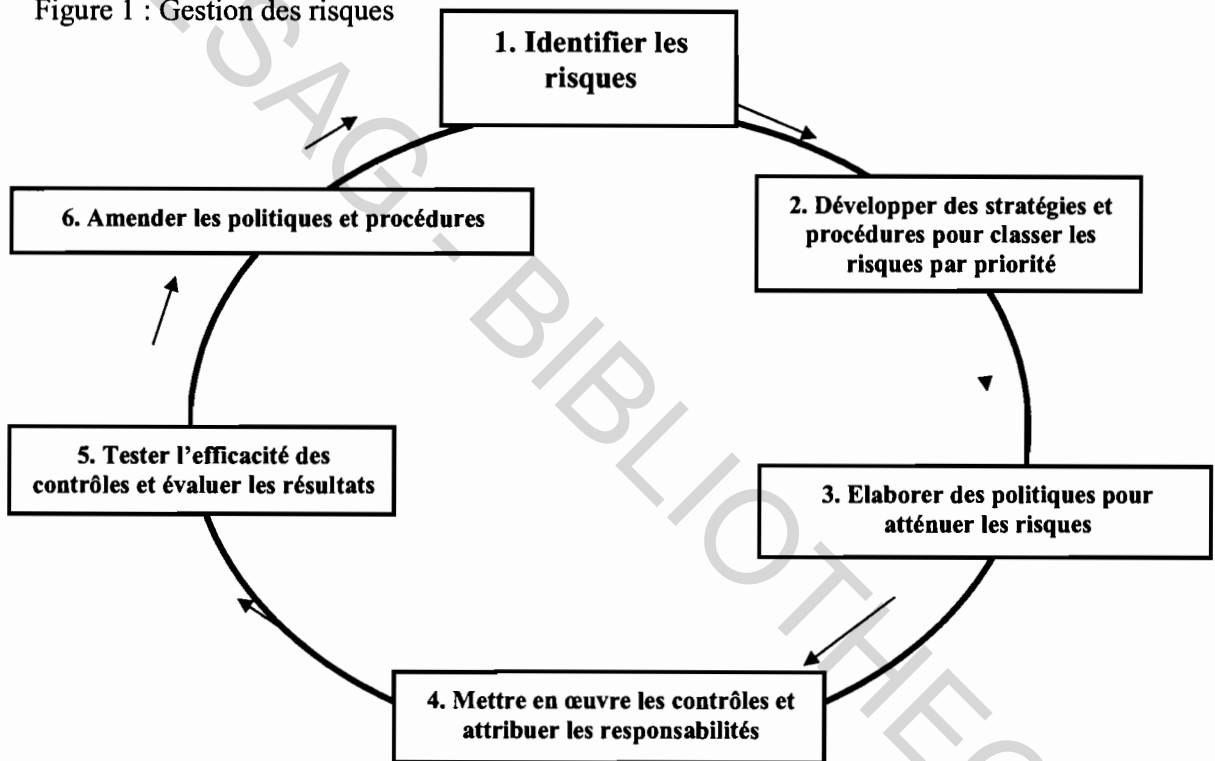 Figure 1 : Gestion des risques
1. Identifier les
risques
2. Développer des stratégies et
procédures pour classer les
risques par priorité
3. Elaborer des politiques pour
atténuer les risques
4. Mettre en œuvre les contrôles et
attribuer les responsabilités
5. Tester l'efficacité des
contrôles et évaluer les résultats
6. Amender les politiques et procédures
SAG - BIBLIOTHE